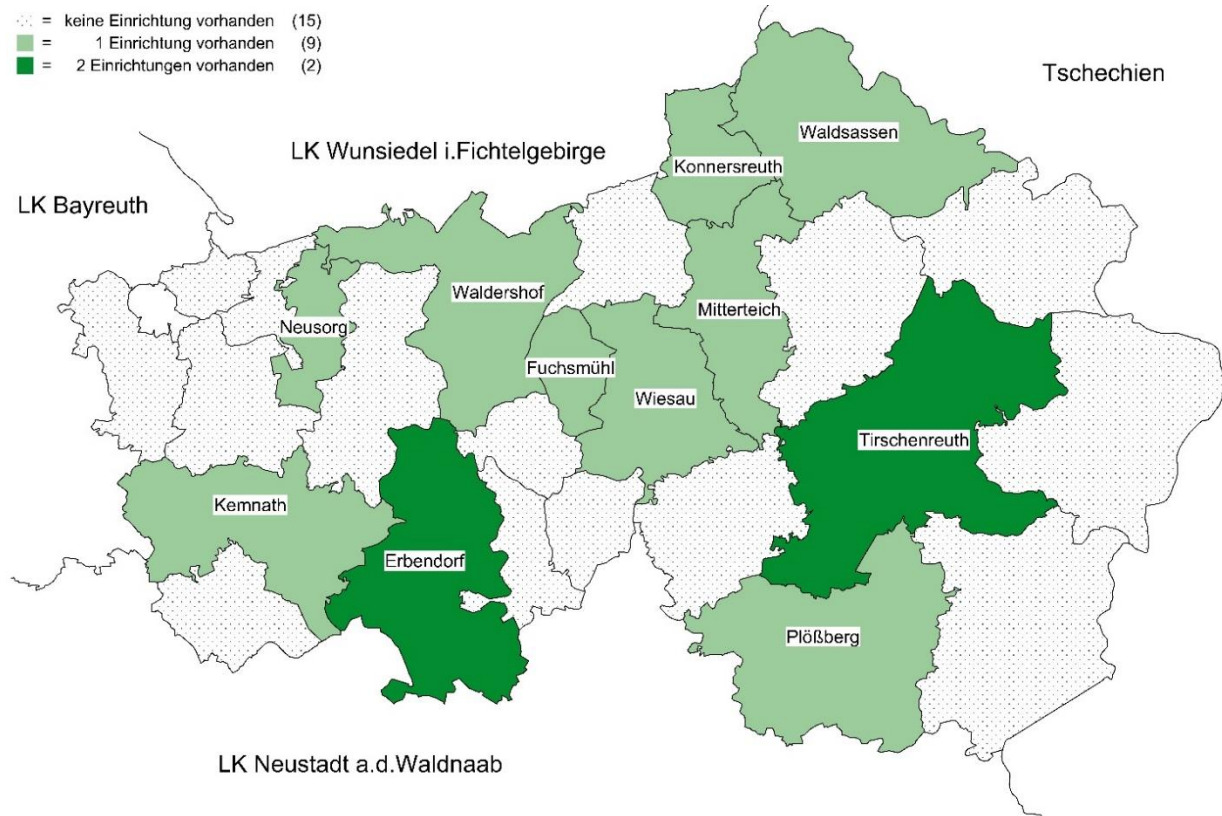 = keine Einrichtung vorhanden (15)
= 1 Einrichtung vorhanden (9)
= 2 Einrichtungen vorhanden (2)
Tschechien
Waldsassen
LK Wunsiedel i.Fichtelgebirge
Konnersreuth
LK Bayreuth
Waldershof
Mitterteich
Neusorg
Fuchsmühl
Wiesau
Tirschenreuth
Kemnath
Erbendorf
Plößberg
LK Neustadt a.d.Waldnaab